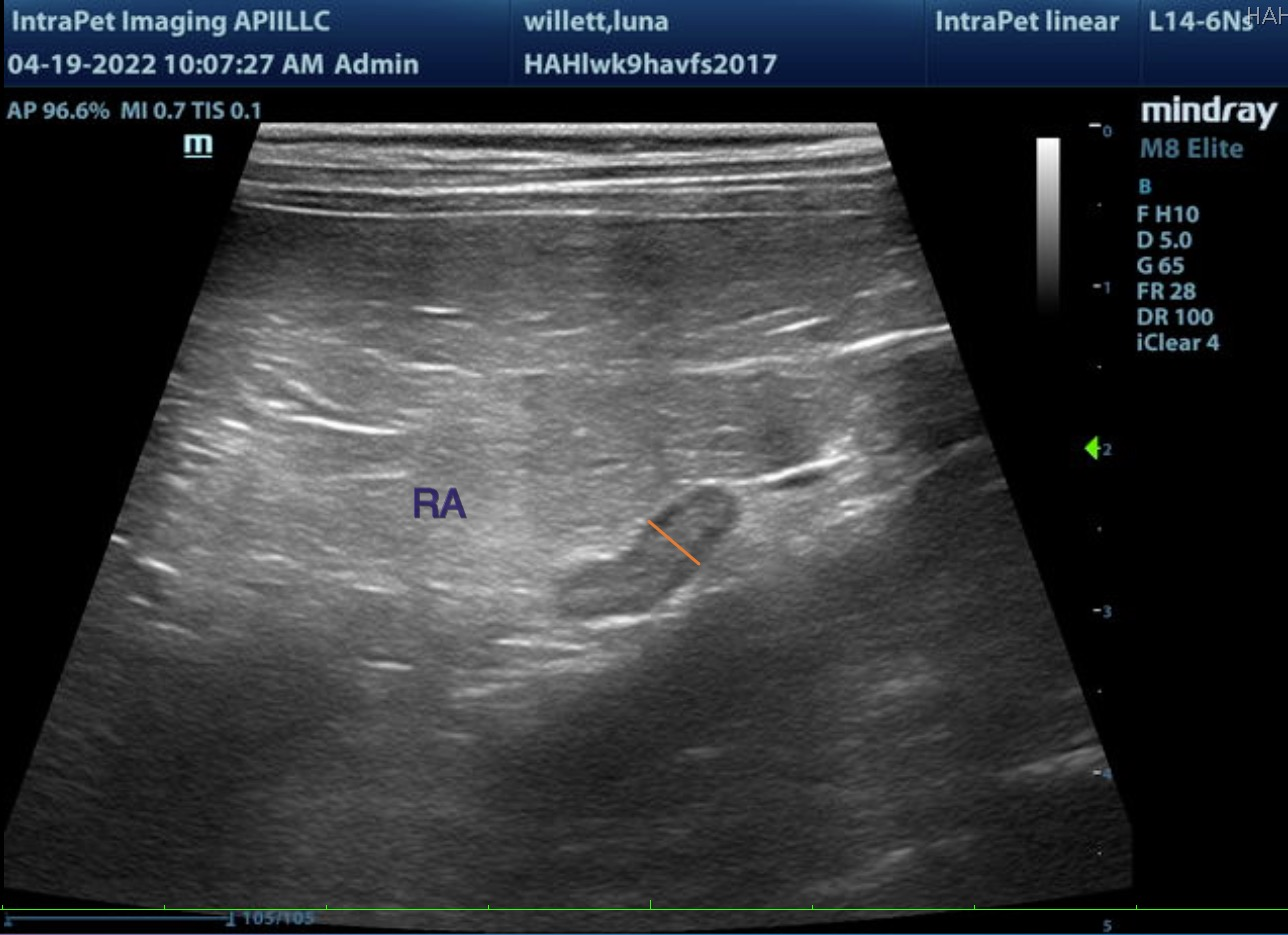 IntraPet Imaging APIILLC willett,luna IntraPet linear L14-6Ns HAH
04-19-2022 10:07:27 AM Admin HAHlwk9havfs2017
AP 96.6% MI 0.7 TIS 0.1
m
mindray
M8 Elite
B
F H10
D 5.0
G 65
FR 28
DR 100
iClear 4
0
1
2
RA
3
4
105/105
5